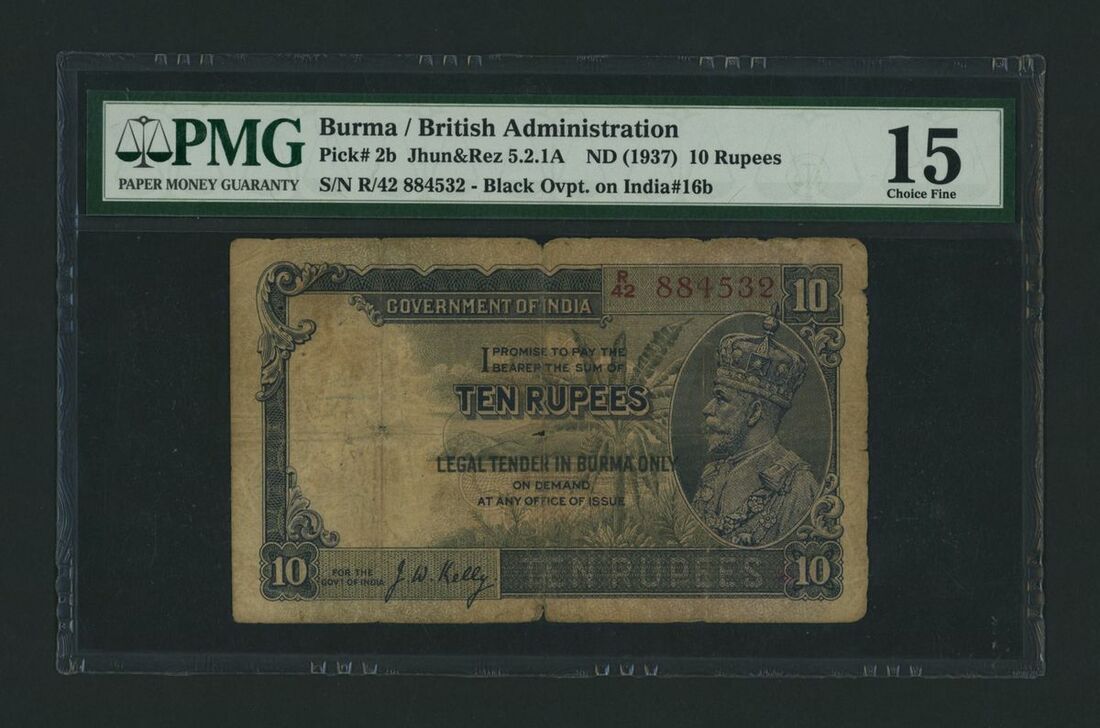 PMG
PAPER MONEY GUARANTY
Burma / British Administration
Pick# 2b Jhun&Rez 5.2.1A ND (1937) 10 Rupees
S/N R/42 884532 - Black Ovpt. on India#16b
15
Choice Fine
GOVERNMENT OF INDIA
R/42 884532
10
I PROMISE TO PAY THE
BEARER THE SUM OF
TEN RUPEES
LEGAL TENDER IN BURMA ONLY
ON DEMAND,
AT ANY OFFICE OF ISSUE
10
FOR THE
GOVT OF INDIA
J. W. Kelly.
TEN RUPEES
10